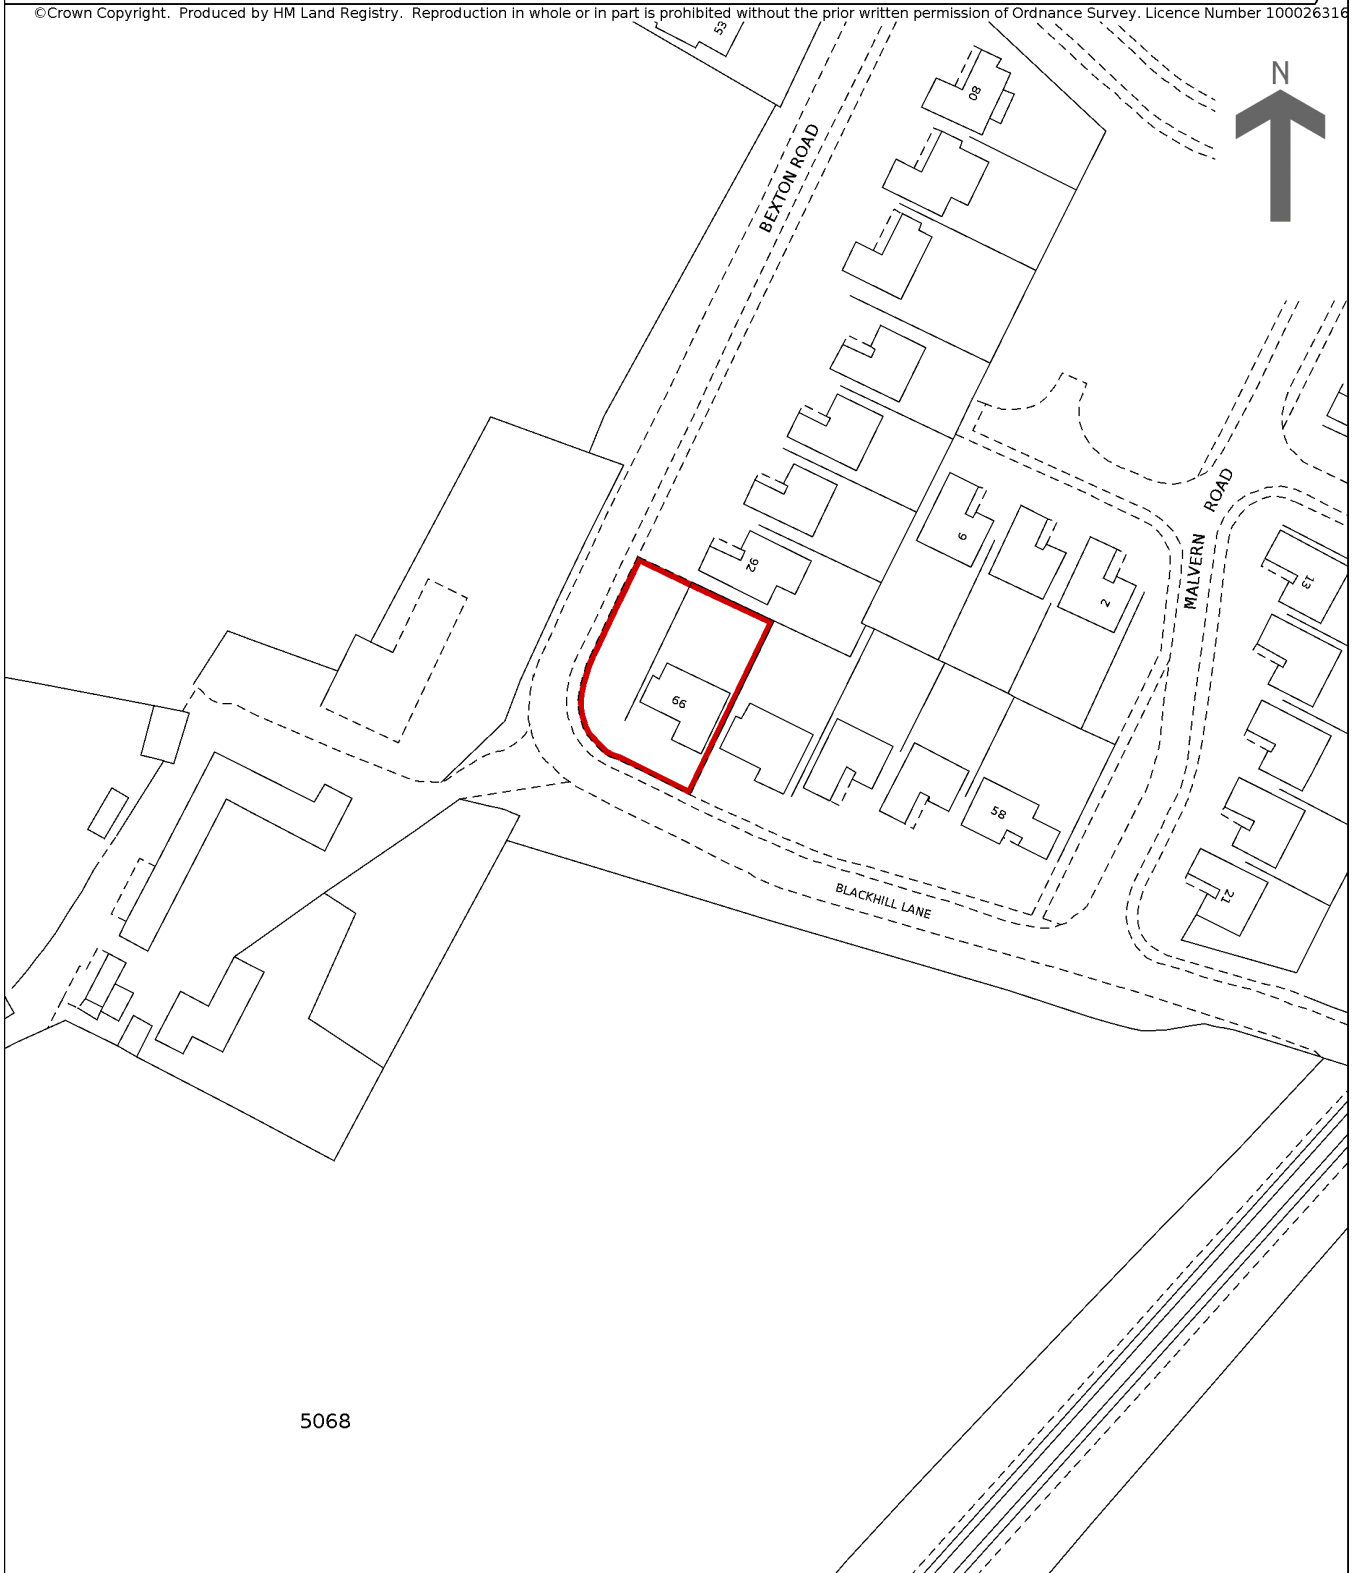 ©Crown Copyright. Produced by HM Land Registry. Reproduction in whole or in part is prohibited without the prior written permission of Ordnance Survey. Licence Number 100026316
53
N
80
BEXTON ROAD
ROAD
MALVERN
9
92
2
13
66
58
21
BLACKHILL LANE
5068